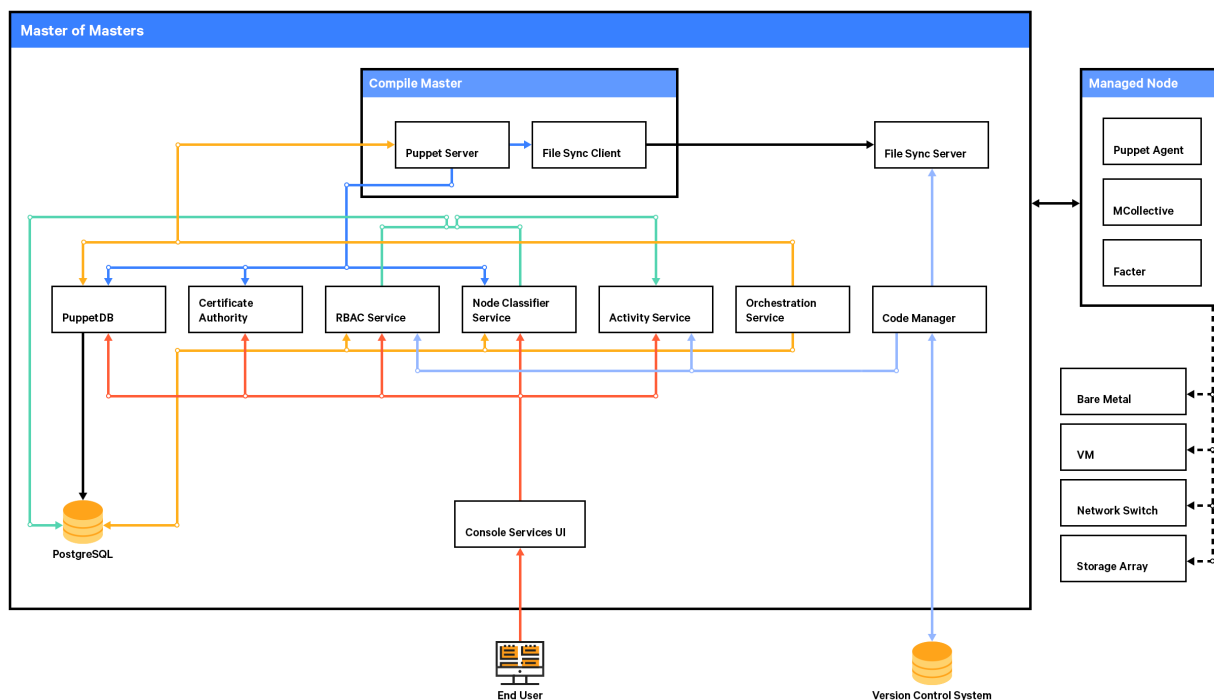 Master of Masters
Compile Master
Managed Node
Puppet Server
File Sync Client
File Sync Server
Puppet Agent
MCollective
Facter
PuppetDB
Certificate
Authority
RBAC Service
Node Classifier
Service
Activity Service
Orchestration
Service
Code Manager
Bare Metal
VM
Network Switch
Storage Array
Console Services UI
PostgreSQL
End User
Version Control System